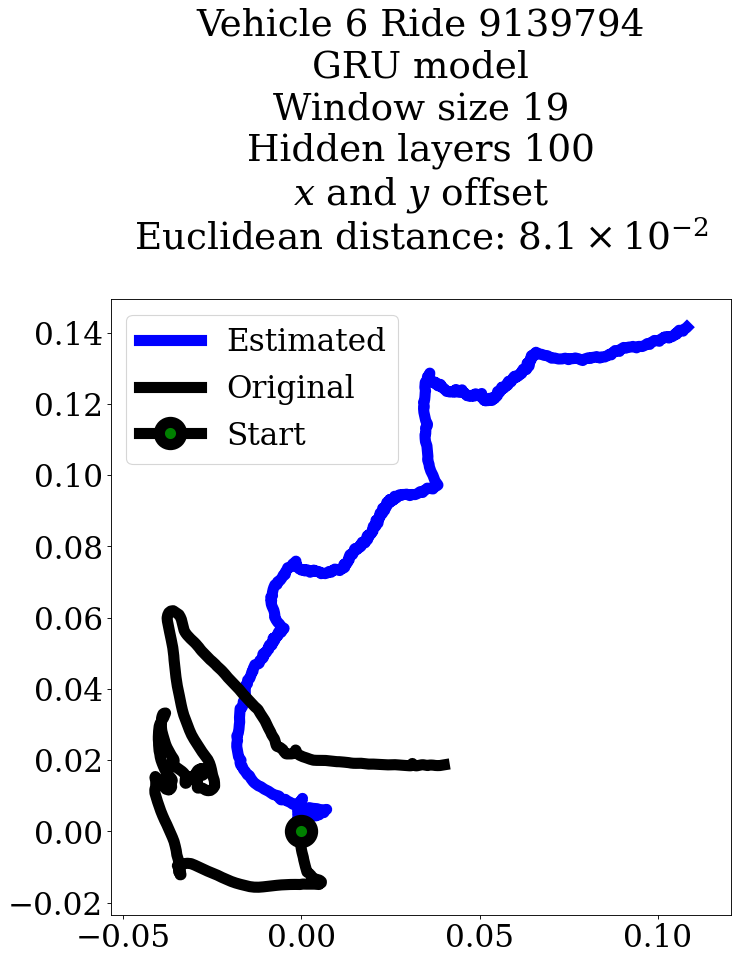 Vehicle 6 Ride 9139794
GRU model
Window size 19
Hidden layers 100
x and y offset
Euclidean distance: 8.1 × 10⁻²
Estimated
Original
Start
0.14
0.12
0.10
0.08
0.06
0.04
0.02
0.00
−0.02
−0.05 0.00 0.05 0.10